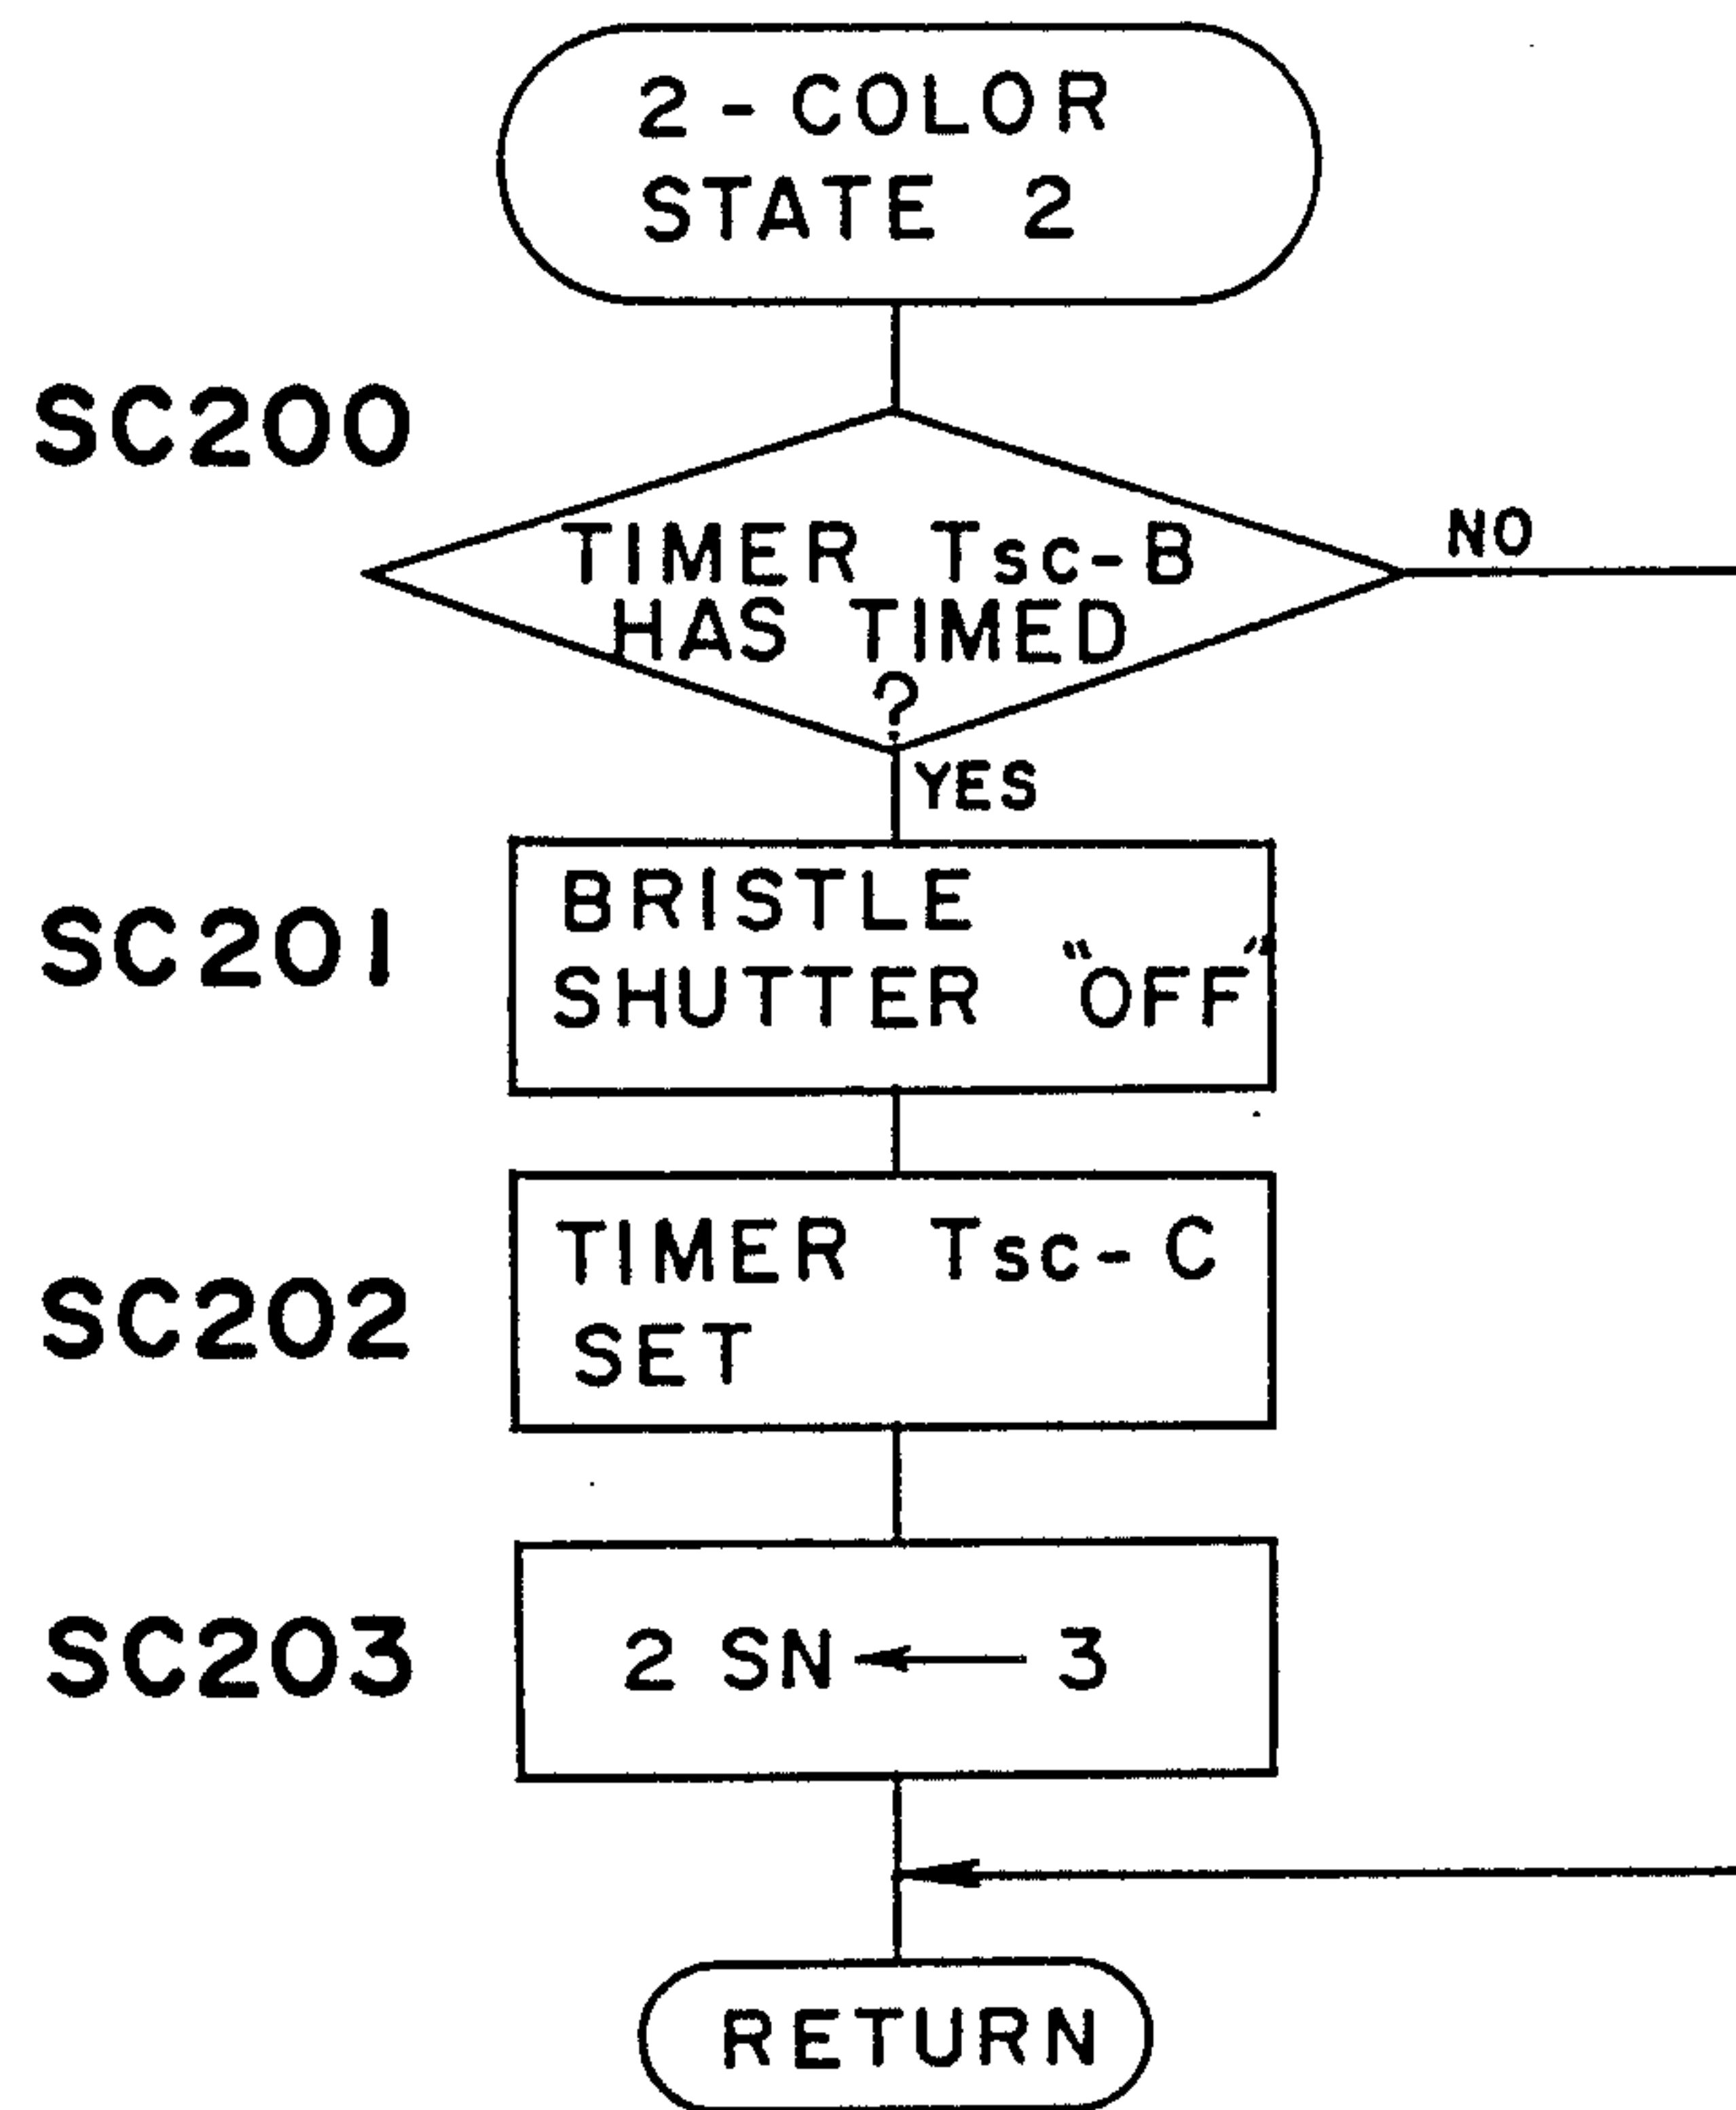 2-COLOR
STATE 2
SC200
TIMER Tsc-B
HAS TIMED
?
NO
YES
SC201
BRISTLE
SHUTTER "OFF"
SC202
TIMER Tsc-C
SET
SC203
2 SN ← 3
RETURN